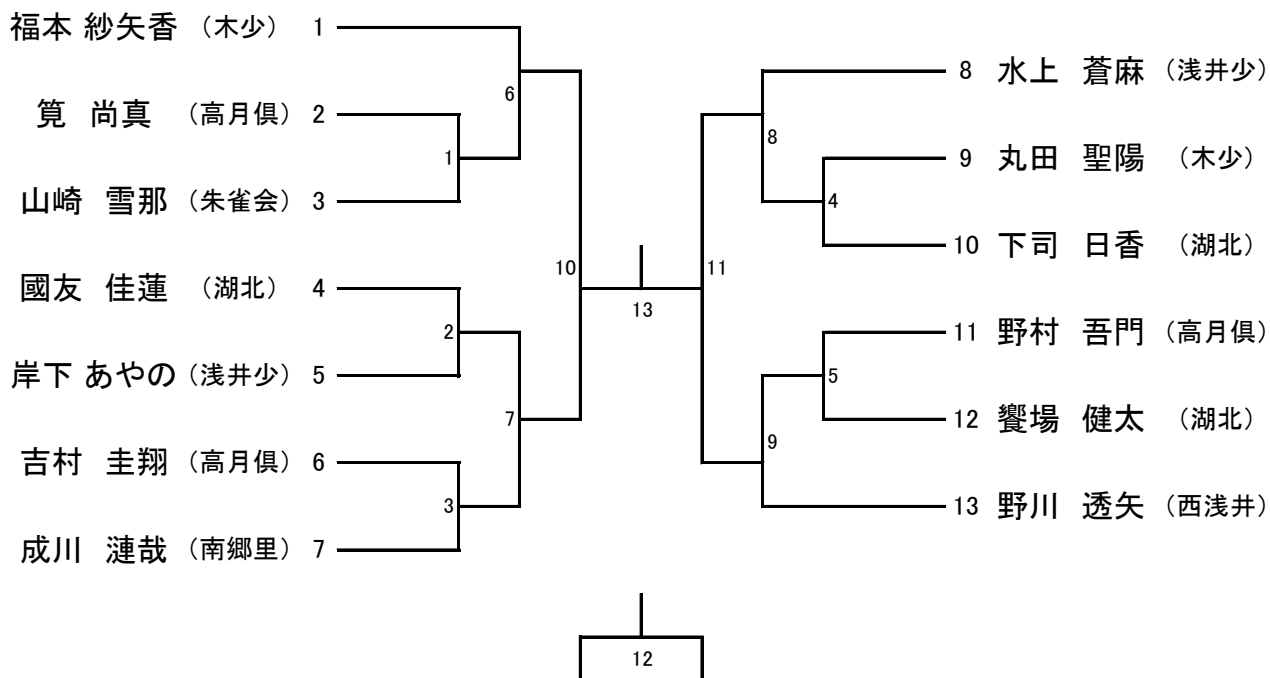 福本 紗矢香 （木少） 1
筧 尚真 （高月倶） 2
山崎 雪那 （朱雀会） 3
國友 佳蓮 （湖北） 4
岸下 あやの （浅井少） 5
吉村 圭翔 （高月倶） 6
成川 漣哉 （南郷里） 7
1
2
3
6
7
10
13
11
8
4
5
9
8 水上 蒼麻 （浅井少）
9 丸田 聖陽 （木少）
10 下司 日香 （湖北）
11 野村 吾門 （高月倶）
12 饗場 健太 （湖北）
13 野川 透矢 （西浅井）
12